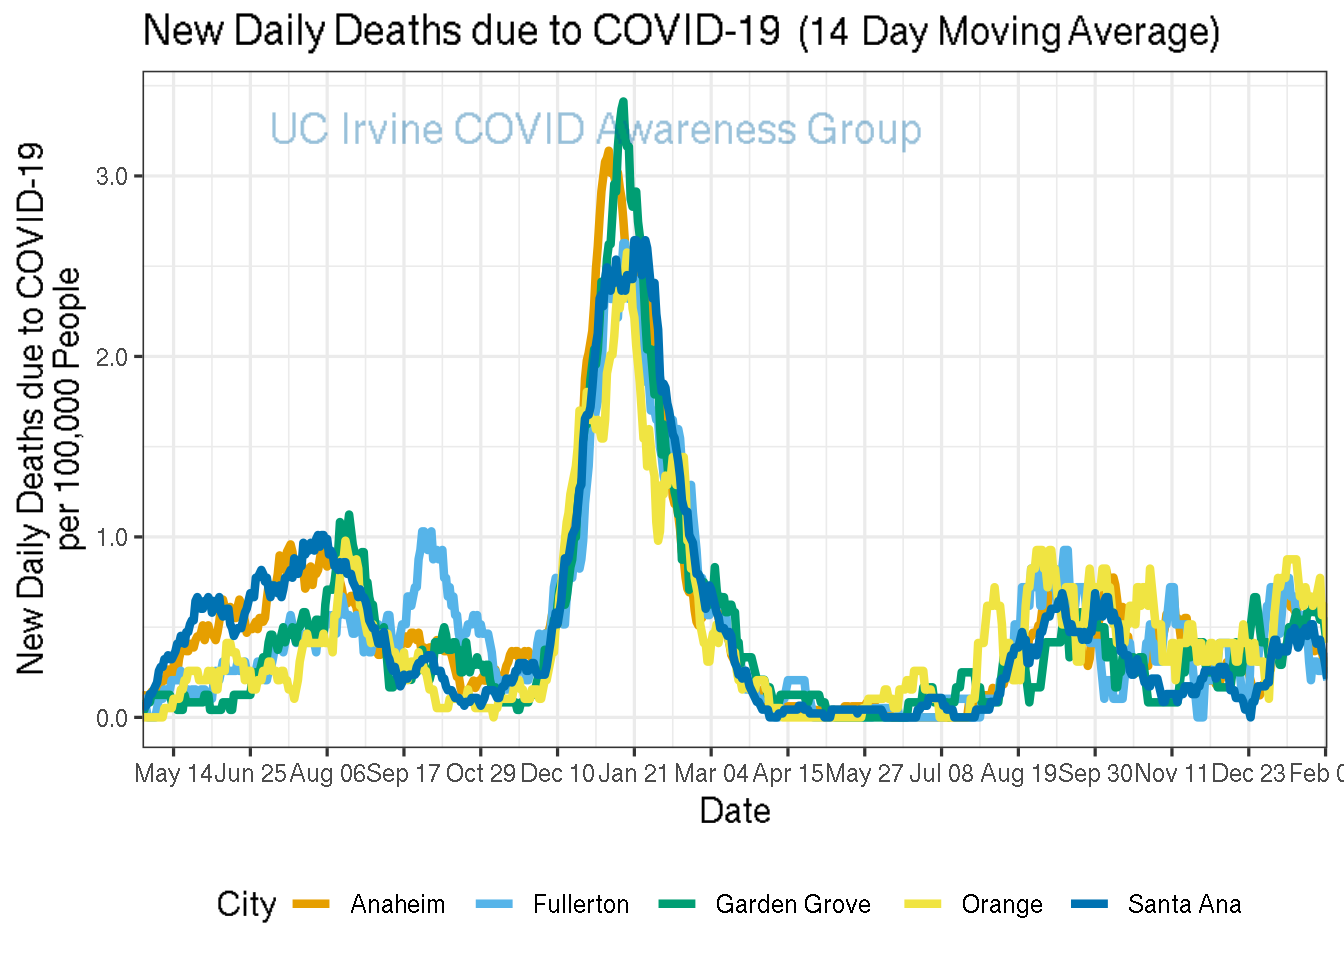 New Daily Deaths due to COVID-19 (14 Day Moving Average)
UC Irvine COVID Awareness Group
New Daily Deaths due to COVID-19
per 100,000 People
3.0
2.0
1.0
0.0
May 14 Jun 25 Aug 06 Sep 17 Oct 29 Dec 10 Jan 21 Mar 04 Apr 15 May 27 Jul 08 Aug 19 Sep 30 Nov 11 Dec 23 Feb 0
Date
City Anaheim Fullerton Garden Grove Orange Santa Ana